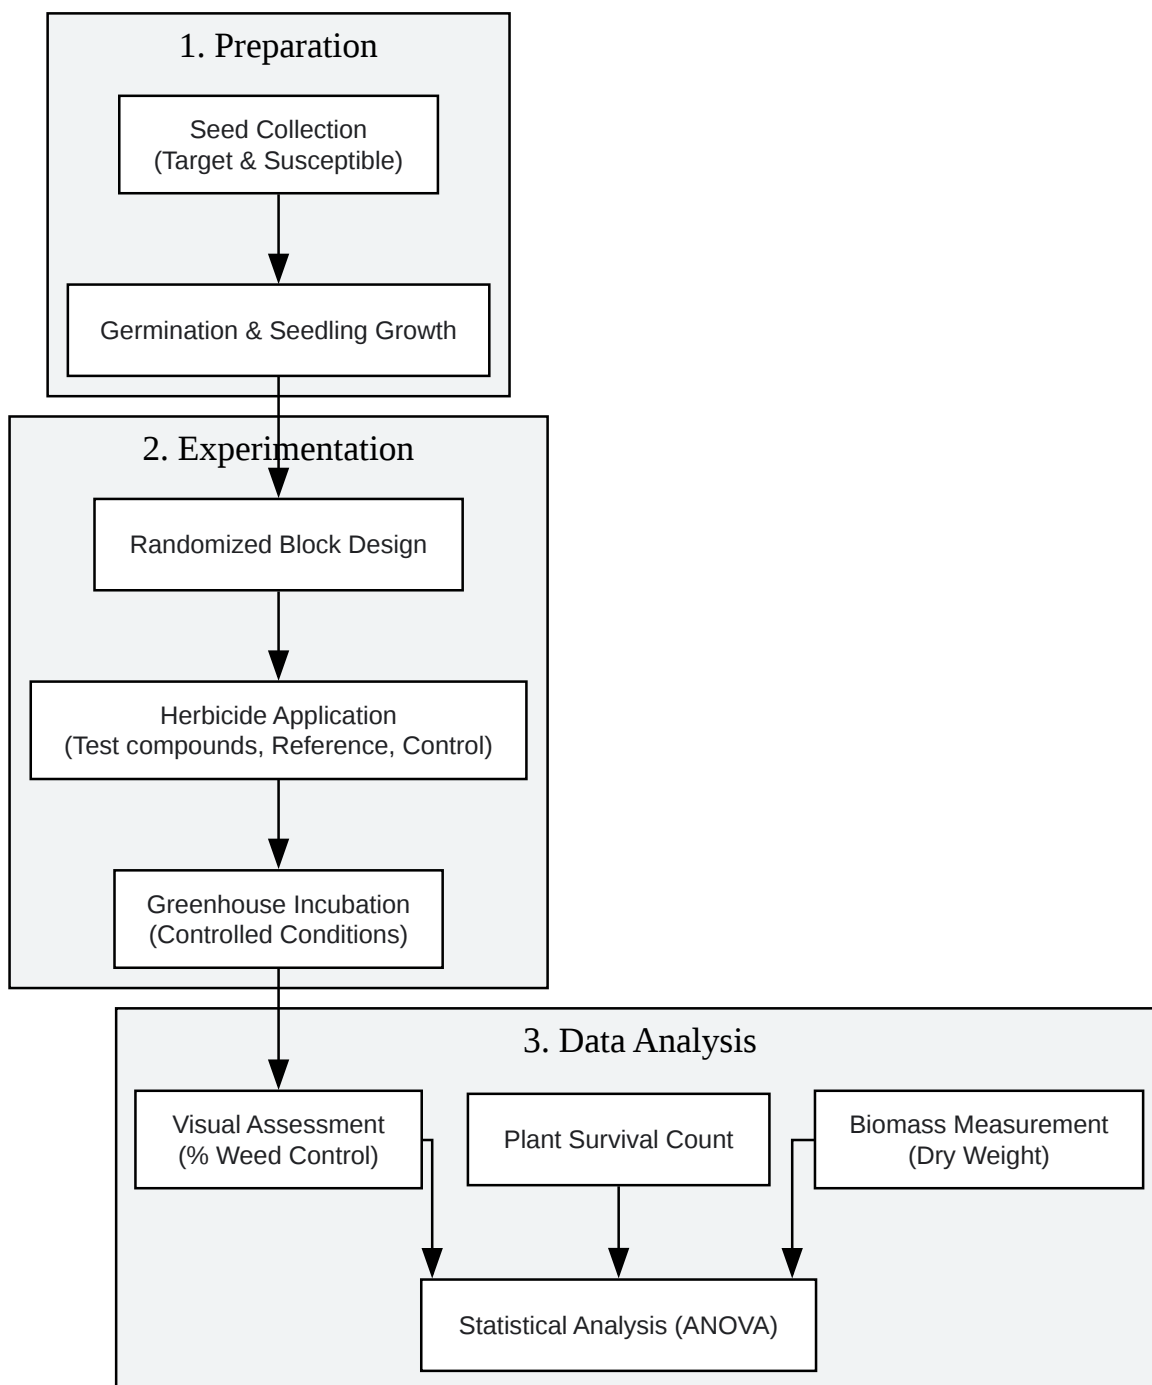 1. Preparation
Seed Collection
(Target & Susceptible)
Germination & Seedling Growth
2. Experimentation
Randomized Block Design
Herbicide Application
(Test compounds, Reference, Control)
Greenhouse Incubation
(Controlled Conditions)
3. Data Analysis
Visual Assessment
(% Weed Control)
Plant Survival Count
Biomass Measurement
(Dry Weight)
Statistical Analysis (ANOVA)